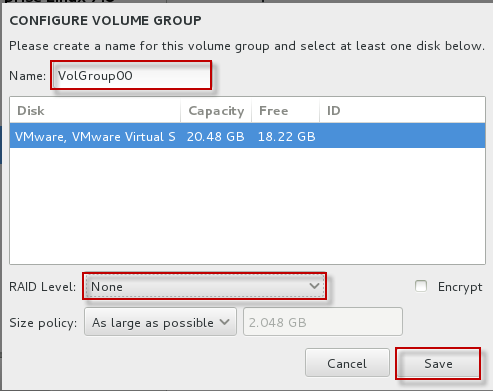 CONFIGURE VOLUME GROUP
Please create a name for this volume group and select at least one disk below.
Name: VolGroup00
Disk Capacity Free ID
VMware, VMware Virtual S 20.48 GB 18.22 GB
RAID Level: None Encrypt
Size policy: As large as possible 2.048 GB
Cancel Save